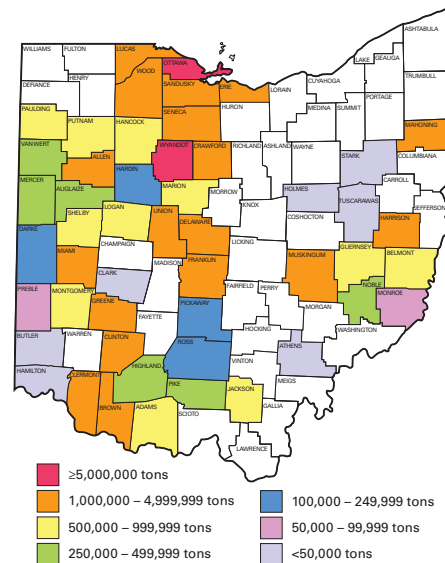 ASHTABULA
WILLIAMS
FULTON
LUCAS
OTTAWA
LAKE
GEAUGA
WOOD
SANDUSKY
ERIE
CUYAHOGA
TRUMBULL
HENRY
DEFIANCE
LORAIN
PORTAGE
PAULDING
SENECA
HURON
MEDINA
SUMMIT
PUTNAM
HANCOCK
MAHONING
VANWERT
WYANDOT
CRAWFORD
RICHLAND
ASHLAND
WAYNE
STARK
COLUMBIANA
ALLEN
HARDIN
CARROLL
MERCER
AUGLAIZE
MARION
MORROW
HOLMES
TUSCARAWAS
JEFFERSON
KNOX
SHELBY
LOGAN
UNION
DELAWARE
COSHOCTON
HARRISON
DARKE
CHAMPAIGN
LICKING
GUERNSEY
BELMONT
MIAMI
MADISON
FRANKLIN
MUSKINGUM
CLARK
FAIRFIELD
PERRY
NOBLE
MONROE
PREBLE
MONTGOMERY
GREENE
PICKAWAY
MORGAN
FAYETTE
WASHINGTON
BUTLER
WARREN
HOCKING
CLINTON
ROSS
ATHENS
HAMILTON
HIGHLAND
VINTON
MEIGS
CLERMONT
PIKE
JACKSON
BROWN
ADAMS
SCIOTO
GALLIA
LAWRENCE
≥5,000,000 tons
1,000,000 – 4,999,999 tons
100,000 – 249,999 tons
500,000 – 999,999 tons
50,000 – 99,999 tons
250,000 – 499,999 tons
<50,000 tons